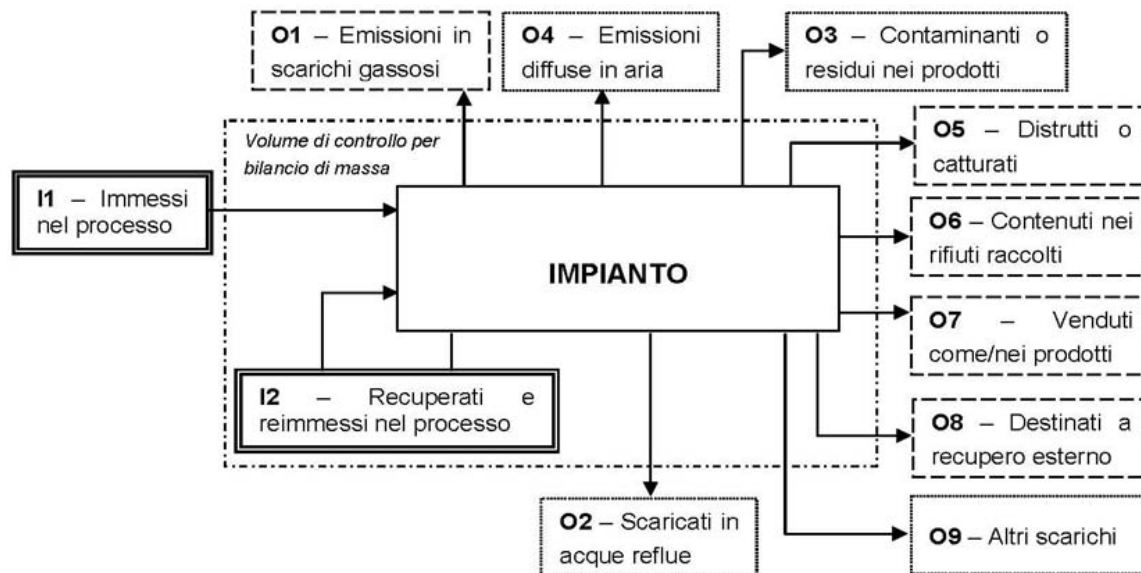 O1 – Emissioni in
scarichi gassosi
O4 – Emissioni
diffuse in aria
O3 – Contaminanti o
residui nei prodotti
Volume di controllo per
bilancio di massa
O5 – Distrutti o
catturati
I1 – Immessi
nel processo
O6 – Contenuti nei
rifiuti raccolti
IMPIANTO
O7 – Venduti
come/nei prodotti
I2 – Recuperati e
reimmessi nel processo
O8 – Destinati a
recupero esterno
O2 – Scaricati in
acque reflue
O9 – Altri scarichi